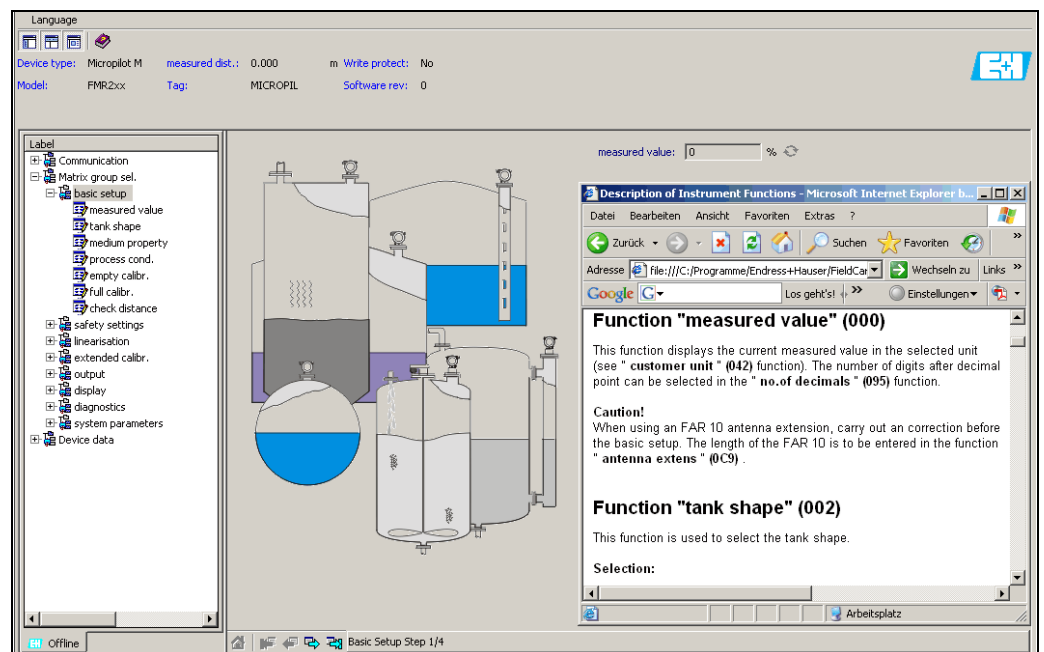 Language
Device type: Micropilot M measured dist.: 0.000 m Write protect: No
Model: FMR2xx Tag: MICROPIL Software rev: 0
E+H
Label
Communication
Matrix group sel.
basic setup
measured value
tank shape
medium property
process cond.
empty calibr.
full calibr.
check distance
safety settings
linearisation
extended calibr.
output
display
diagnostics
system parameters
Device data
Offline
measured value: 0 %
Description of Instrument Functions - Microsoft Internet Explorer b...
Datei Bearbeiten Ansicht Favoriten Extras ?
Zurück Suchen Favoriten »
Adresse file:///C:/Programme/Endress+Hauser/FieldCar Wechseln zu Links »
Google G Los geht's! » Einstellungen
Function "measured value" (000)
This function displays the current measured value in the selected unit
(see " customer unit " (042) function). The number of digits after decimal
point can be selected in the " no.of decimals " (095) function.
Caution!
When using an FAR 10 antenna extension, carry out an correction before
the basic setup. The length of the FAR 10 is to be entered in the function
" antenna extens " (0C9) .
Function "tank shape" (002)
This function is used to select the tank shape.
Selection:
Arbeitsplatz
Basic Setup Step 1/4